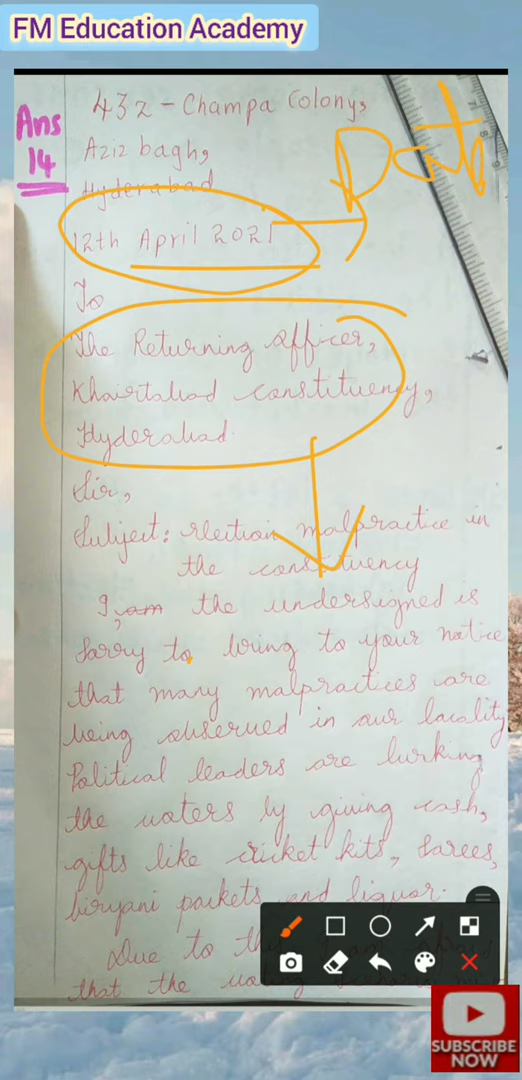 FM Education Academy
Ans
14
432 - Champa Colony,
Aziz bagh,
Hyderabad
Date
12th April 2021
To
The Returning officer,
Khairtabad constituency,
Hyderabad.
Sir,
Subject: election malpractice in
the constituency
I, am the undersigned is
sorry to bring to your notice
that many malpractices are
being observed in our locality
Political leaders are
the voters by giving cash,
gifts like cricket kits, sarees,
biryani packets and liquor.
Due to
that the
SUBSCRIBE
NOW